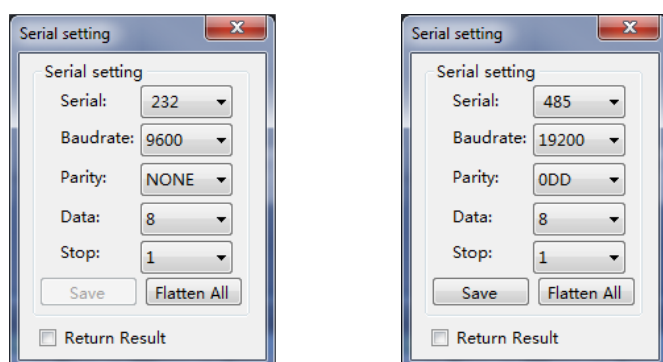 Serial setting
Serial setting
Serial: 232
Baudrate: 9600
Parity: NONE
Data: 8
Stop: 1
Save Flatten All
Return Result
Serial setting
Serial setting
Serial: 485
Baudrate: 19200
Parity: 0DD
Data: 8
Stop: 1
Save Flatten All
Return Result